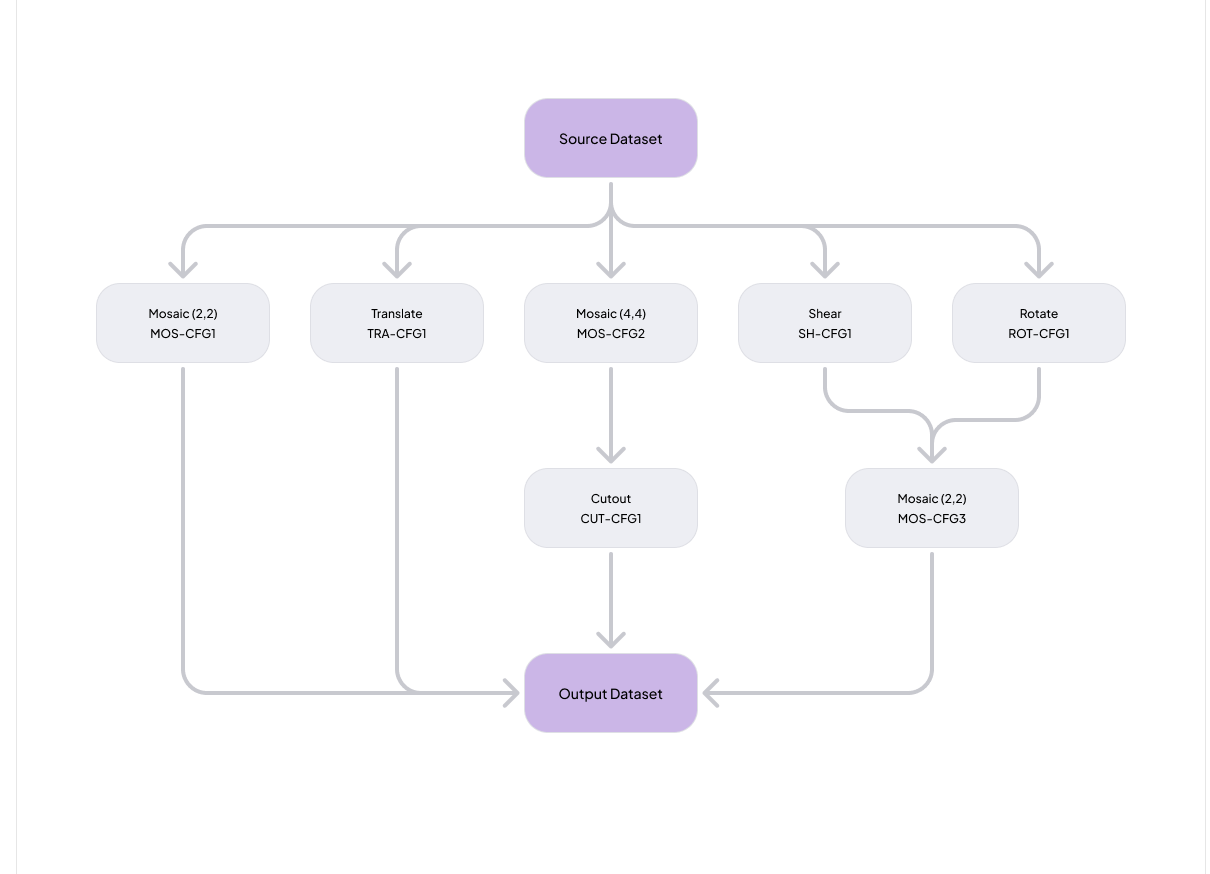 Source Dataset
Mosaic (2,2)
MOS-CFG1
Translate
TRA-CFG1
Mosaic (4,4)
MOS-CFG2
Shear
SH-CFG1
Rotate
ROT-CFG1
Cutout
CUT-CFG1
Mosaic (2,2)
MOS-CFG3
Output Dataset